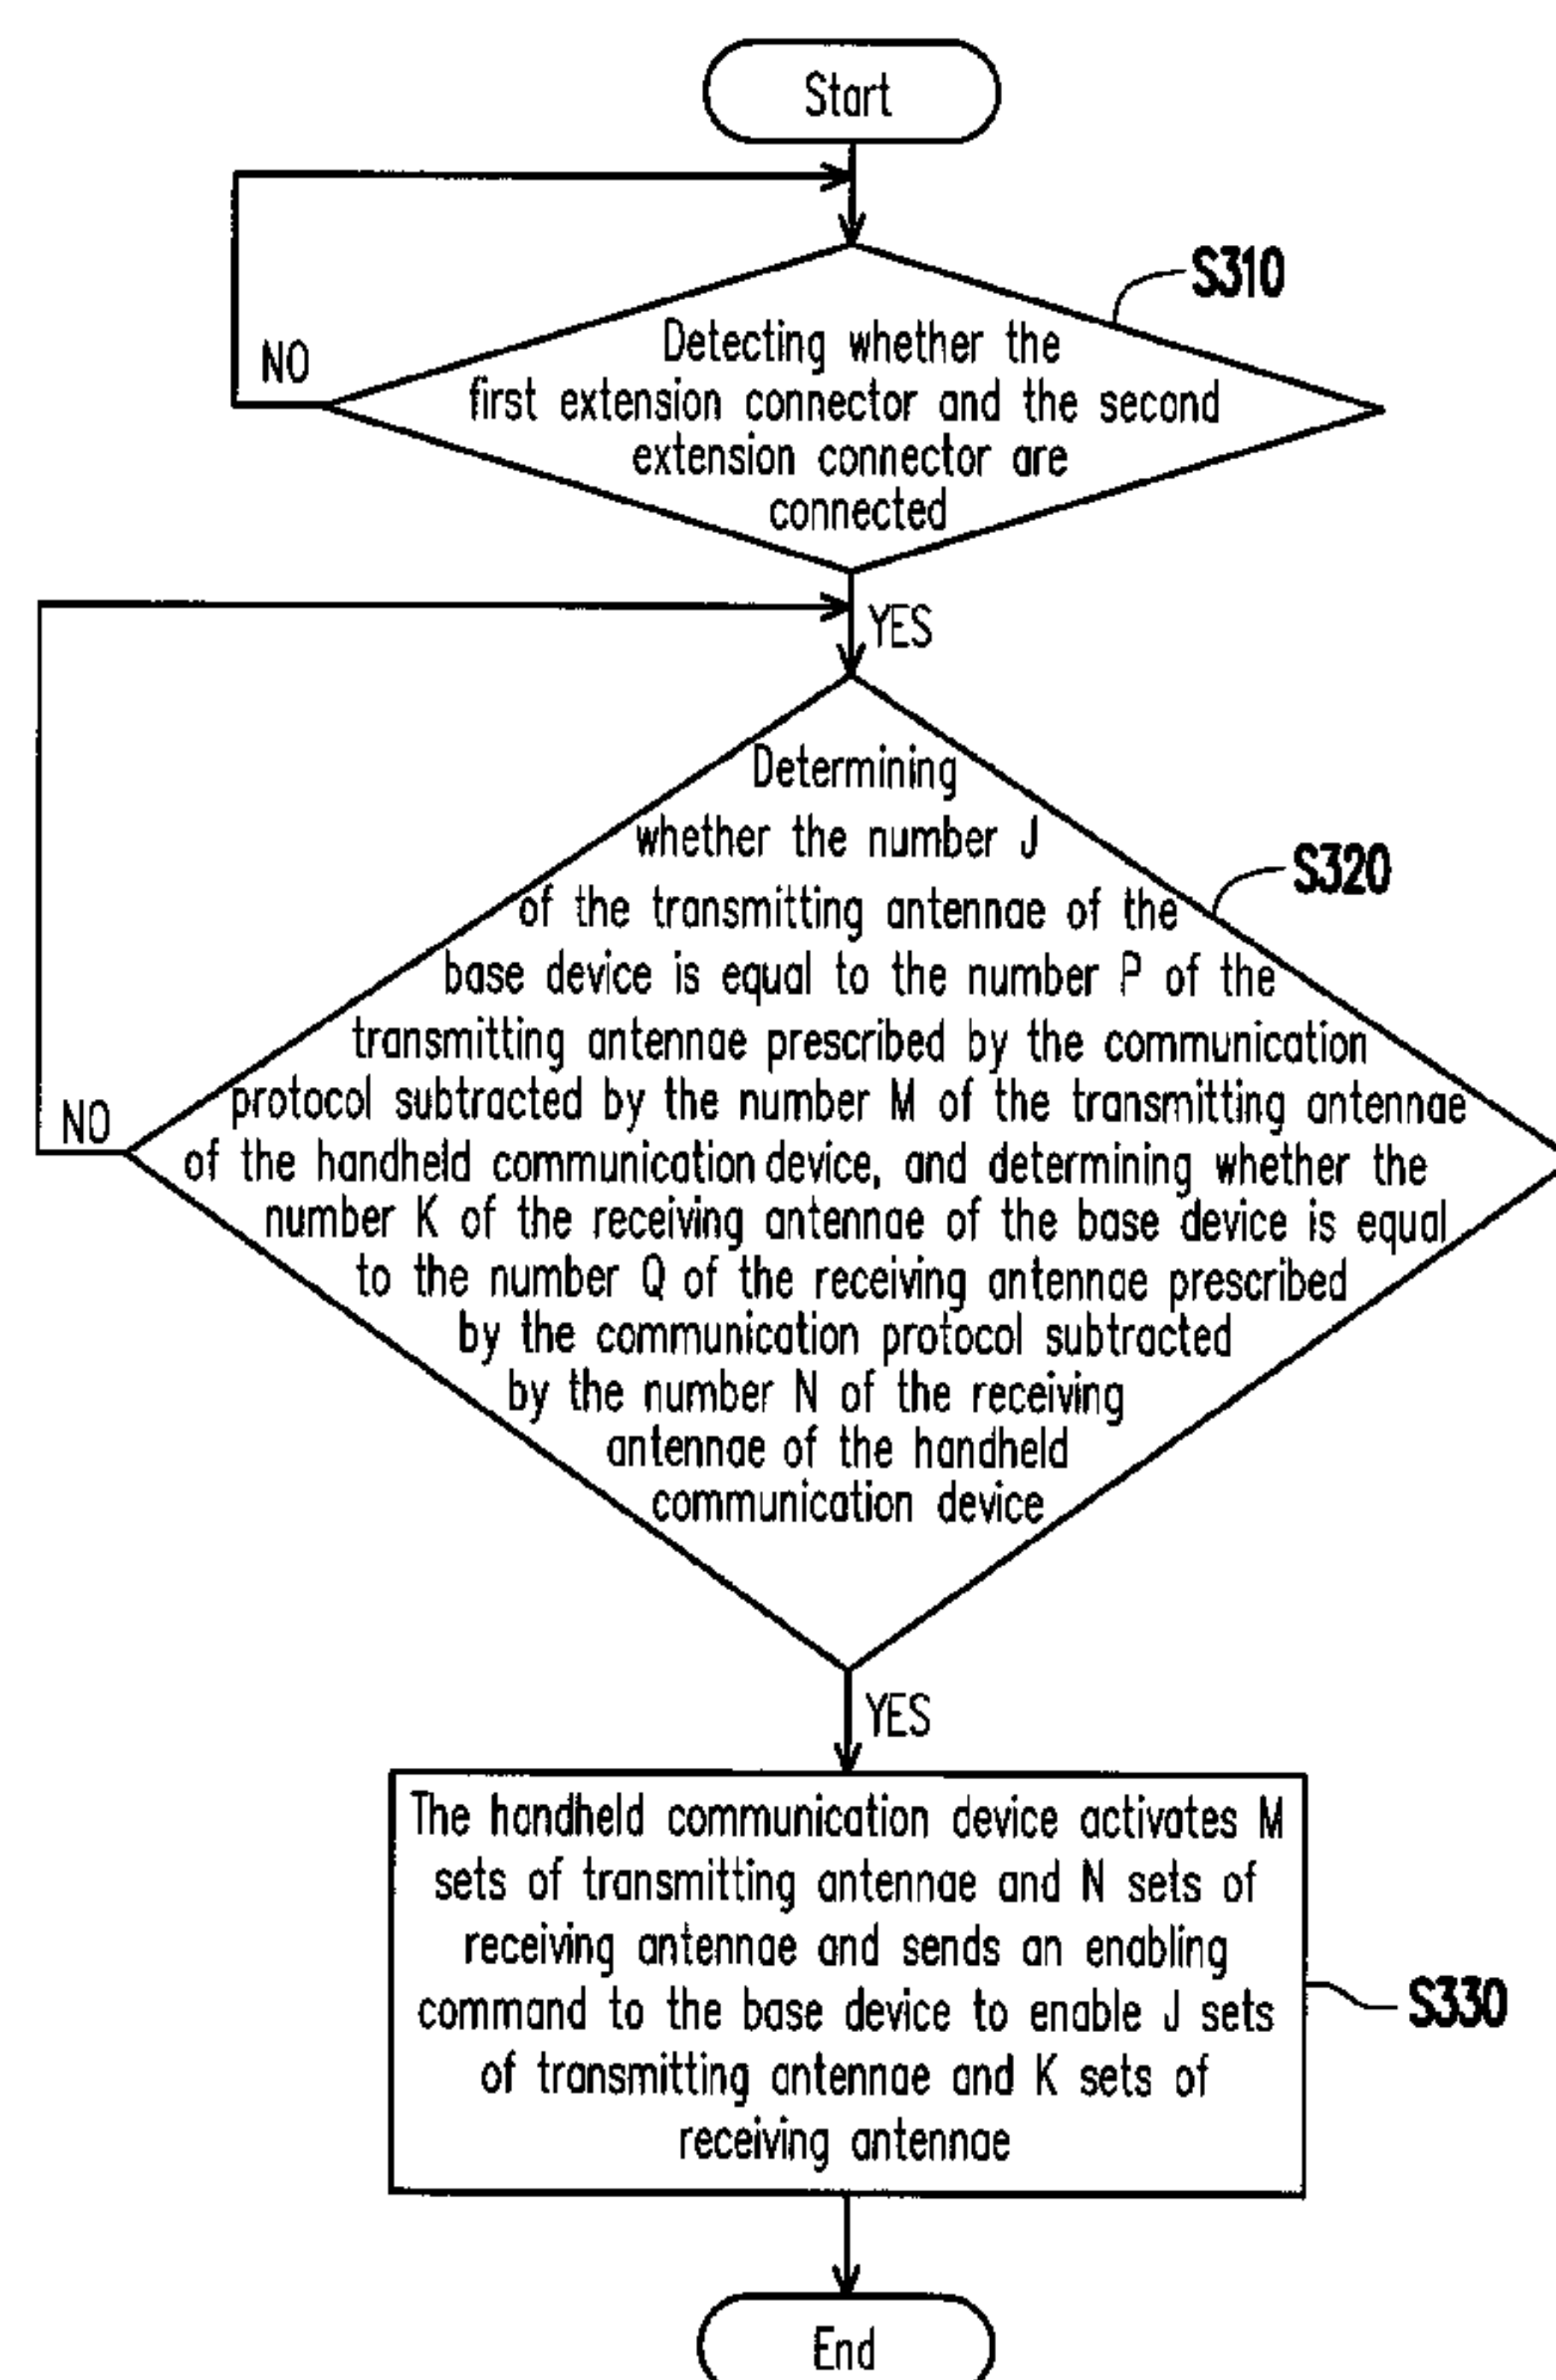 Start
S310
NO
Detecting whether the
first extension connector and the second
extension connector are
connected
YES
Determining
whether the number J
S320
of the transmitting antennae of the
base device is equal to the number P of the
transmitting antennae prescribed by the communication
protocol subtracted by the number M of the transmitting antennae
NO
of the handheld communication device, and determining whether the
number K of the receiving antennae of the base device is equal
to the number Q of the receiving antennae prescribed
by the communication protocol subtracted
by the number N of the receiving
antennae of the handheld
communication device
YES
The handheld communication device activates M
sets of transmitting antennae and N sets of
receiving antennae and sends an enabling
command to the base device to enable J sets
S330
of transmitting antennae and K sets of
receiving antennae
End